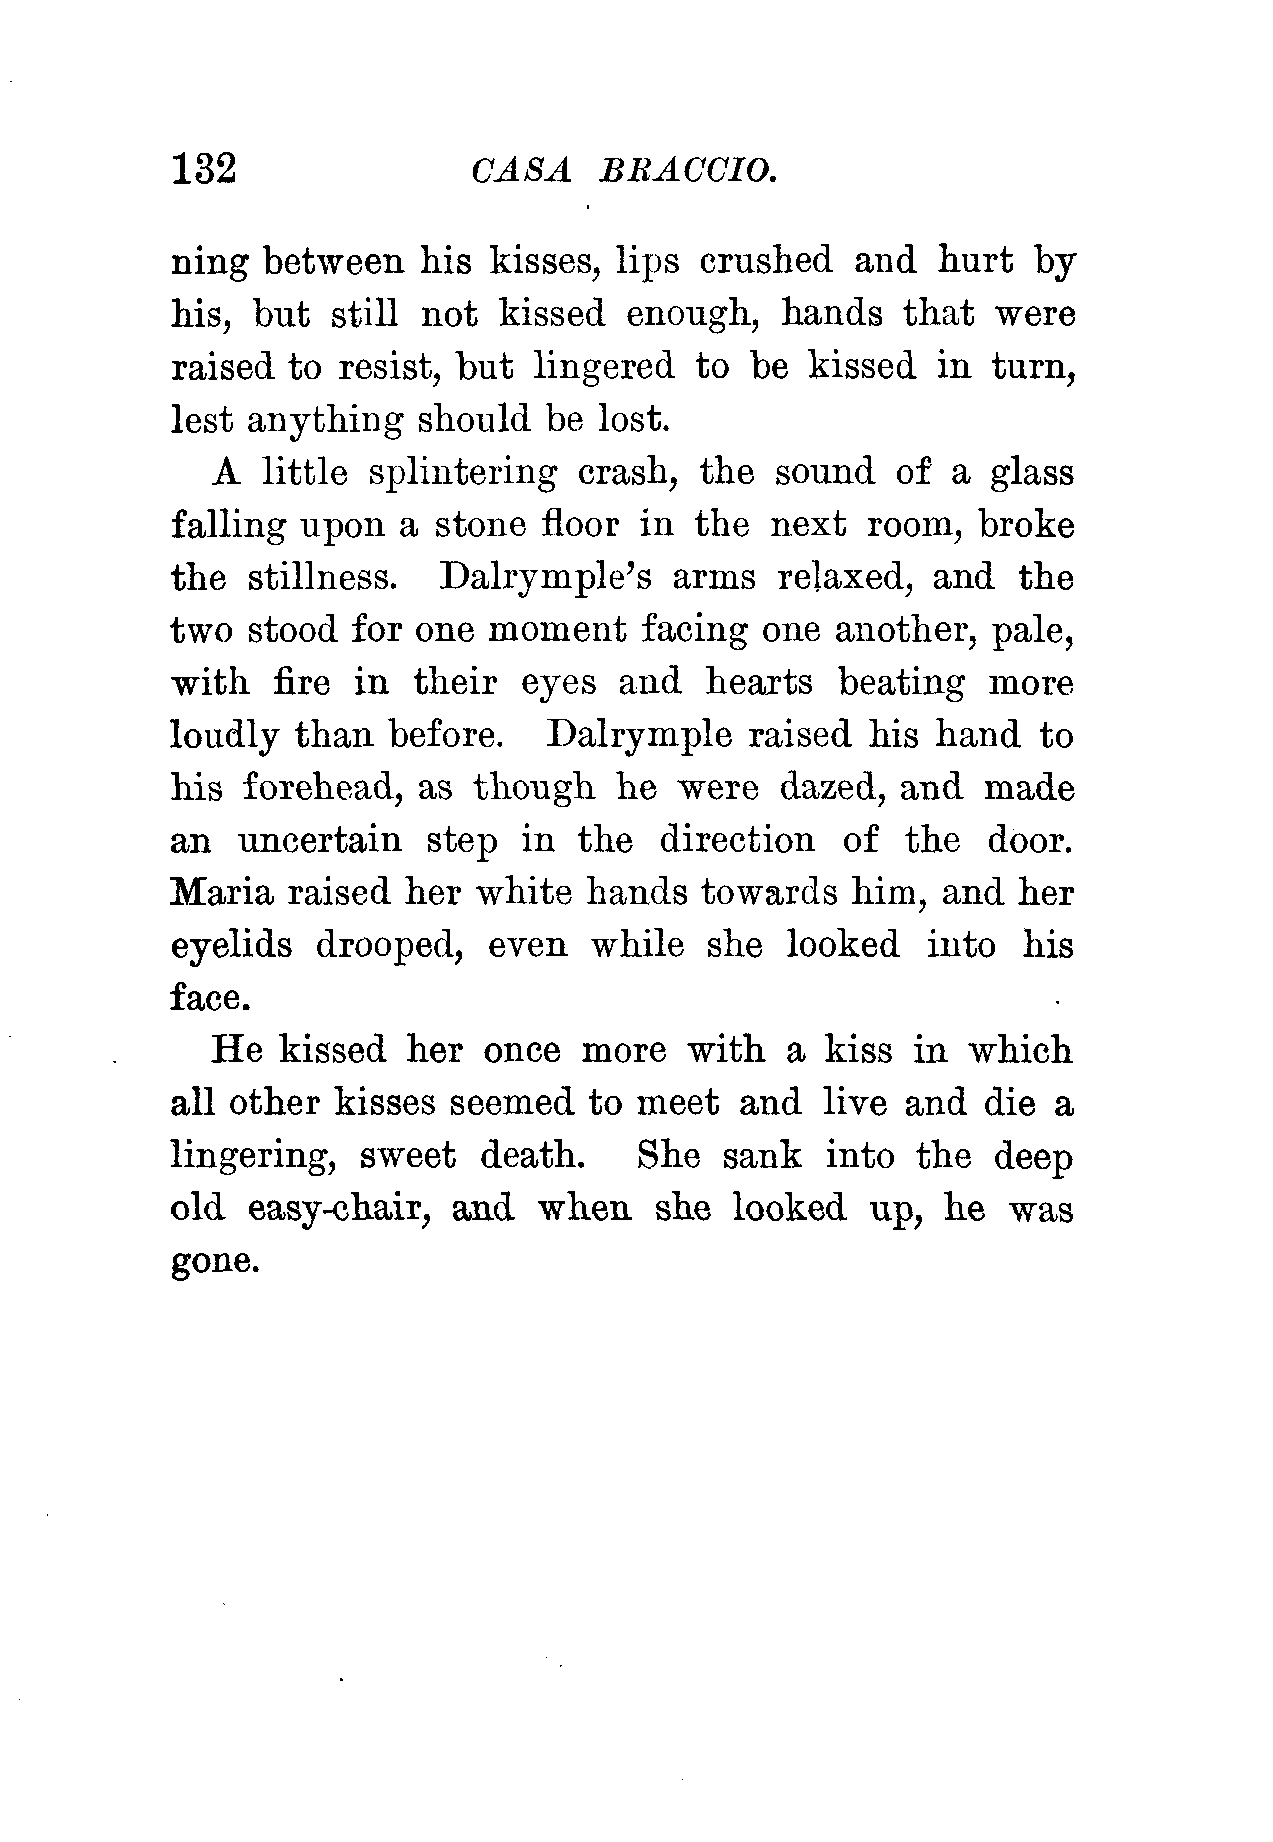 132 CASA BRACCIO.
ning between his kisses, lips crushed and hurt by
his, but still not kissed enough, hands that were
raised to resist, but lingered to be kissed in turn,
lest anything should be lost.
A little splintering crash, the sound of a glass
falling upon a stone floor in the next room, broke
the stillness. Dalrymple's arms relaxed, and the
two stood for one moment facing one another, pale,
with fire in their eyes and hearts beating more
loudly than before. Dalrymple raised his hand to
his forehead, as though he were dazed, and made
an uncertain step in the direction of the door.
Maria raised her white hands towards him, and her
eyelids drooped, even while she looked into his
face.
He kissed her once more with a kiss in which
all other kisses seemed to meet and live and die a
lingering, sweet death. She sank into the deep
old easy-chair, and when she looked up, he was
gone.